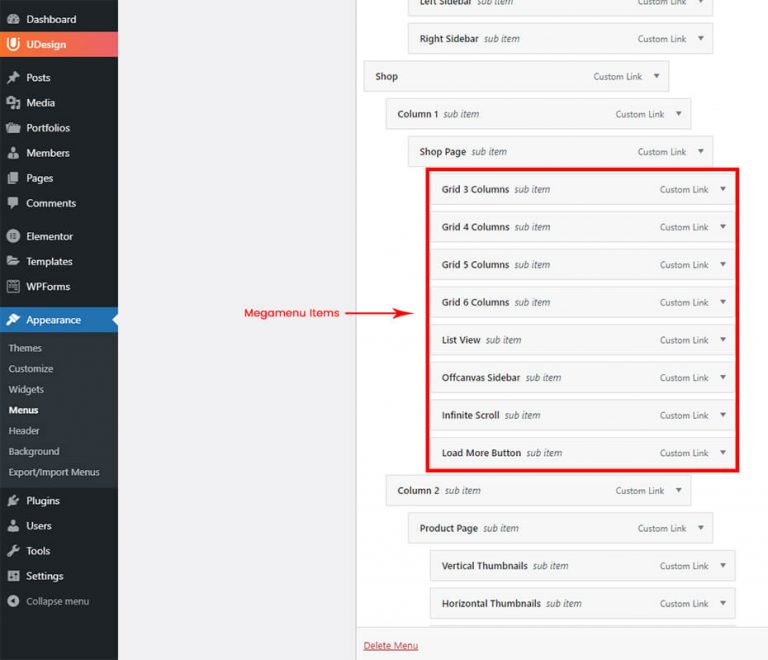 Dashboard
UDesign
Posts
Media
Portfolios
Members
Pages
Comments
Elementor
Templates
WPForms
Appearance
Themes
Customize
Widgets
Menus
Header
Background
Export/Import Menus
Plugins
Users
Tools
Settings
Collapse menu
Megamenu Items
Left Sidebar sub item Custom Link
Right Sidebar sub item Custom Link
Shop Custom Link
Column 1 sub item Custom Link
Shop Page sub item Custom Link
Grid 3 Columns sub item Custom Link
Grid 4 Columns sub item Custom Link
Grid 5 Columns sub item Custom Link
Grid 6 Columns sub item Custom Link
List View sub item Custom Link
Offcanvas Sidebar sub item Custom Link
Infinite Scroll sub item Custom Link
Load More Button sub item Custom Link
Column 2 sub item Custom Link
Product Page sub item Custom Link
Vertical Thumbnails sub item Custom Link
Horizontal Thumbnails sub item Custom Link
Delete Menu